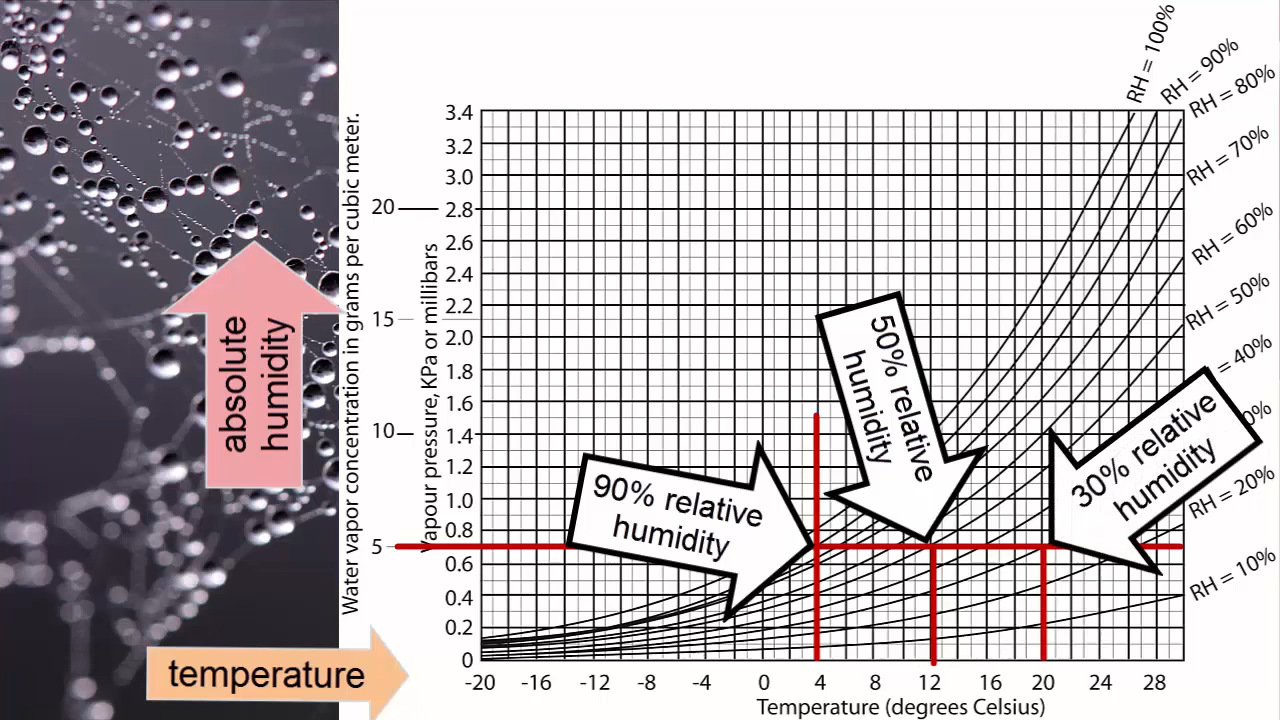 RH = 100%
RH = 90%
RH = 80%
RH = 70%
RH = 60%
RH = 50%
= 40%
0%
RH = 20%
RH = 10%
Water vapor concentration in grams per cubic meter.
20
15
10
5
Vapour pressure, KPa or millibars
3.4
3.2
3.0
2.8
2.6
2.4
2.2
2.0
1.8
1.6
1.4
1.2
1.0
0.8
0.6
0.4
0.2
0
absolute
humidity
90% relative
humidity
50% relative
humidity
30% relative
humidity
temperature
-20 -16 -12 -8 -4 0 4 8 12 16 20 24 28
Temperature (degrees Celsius)